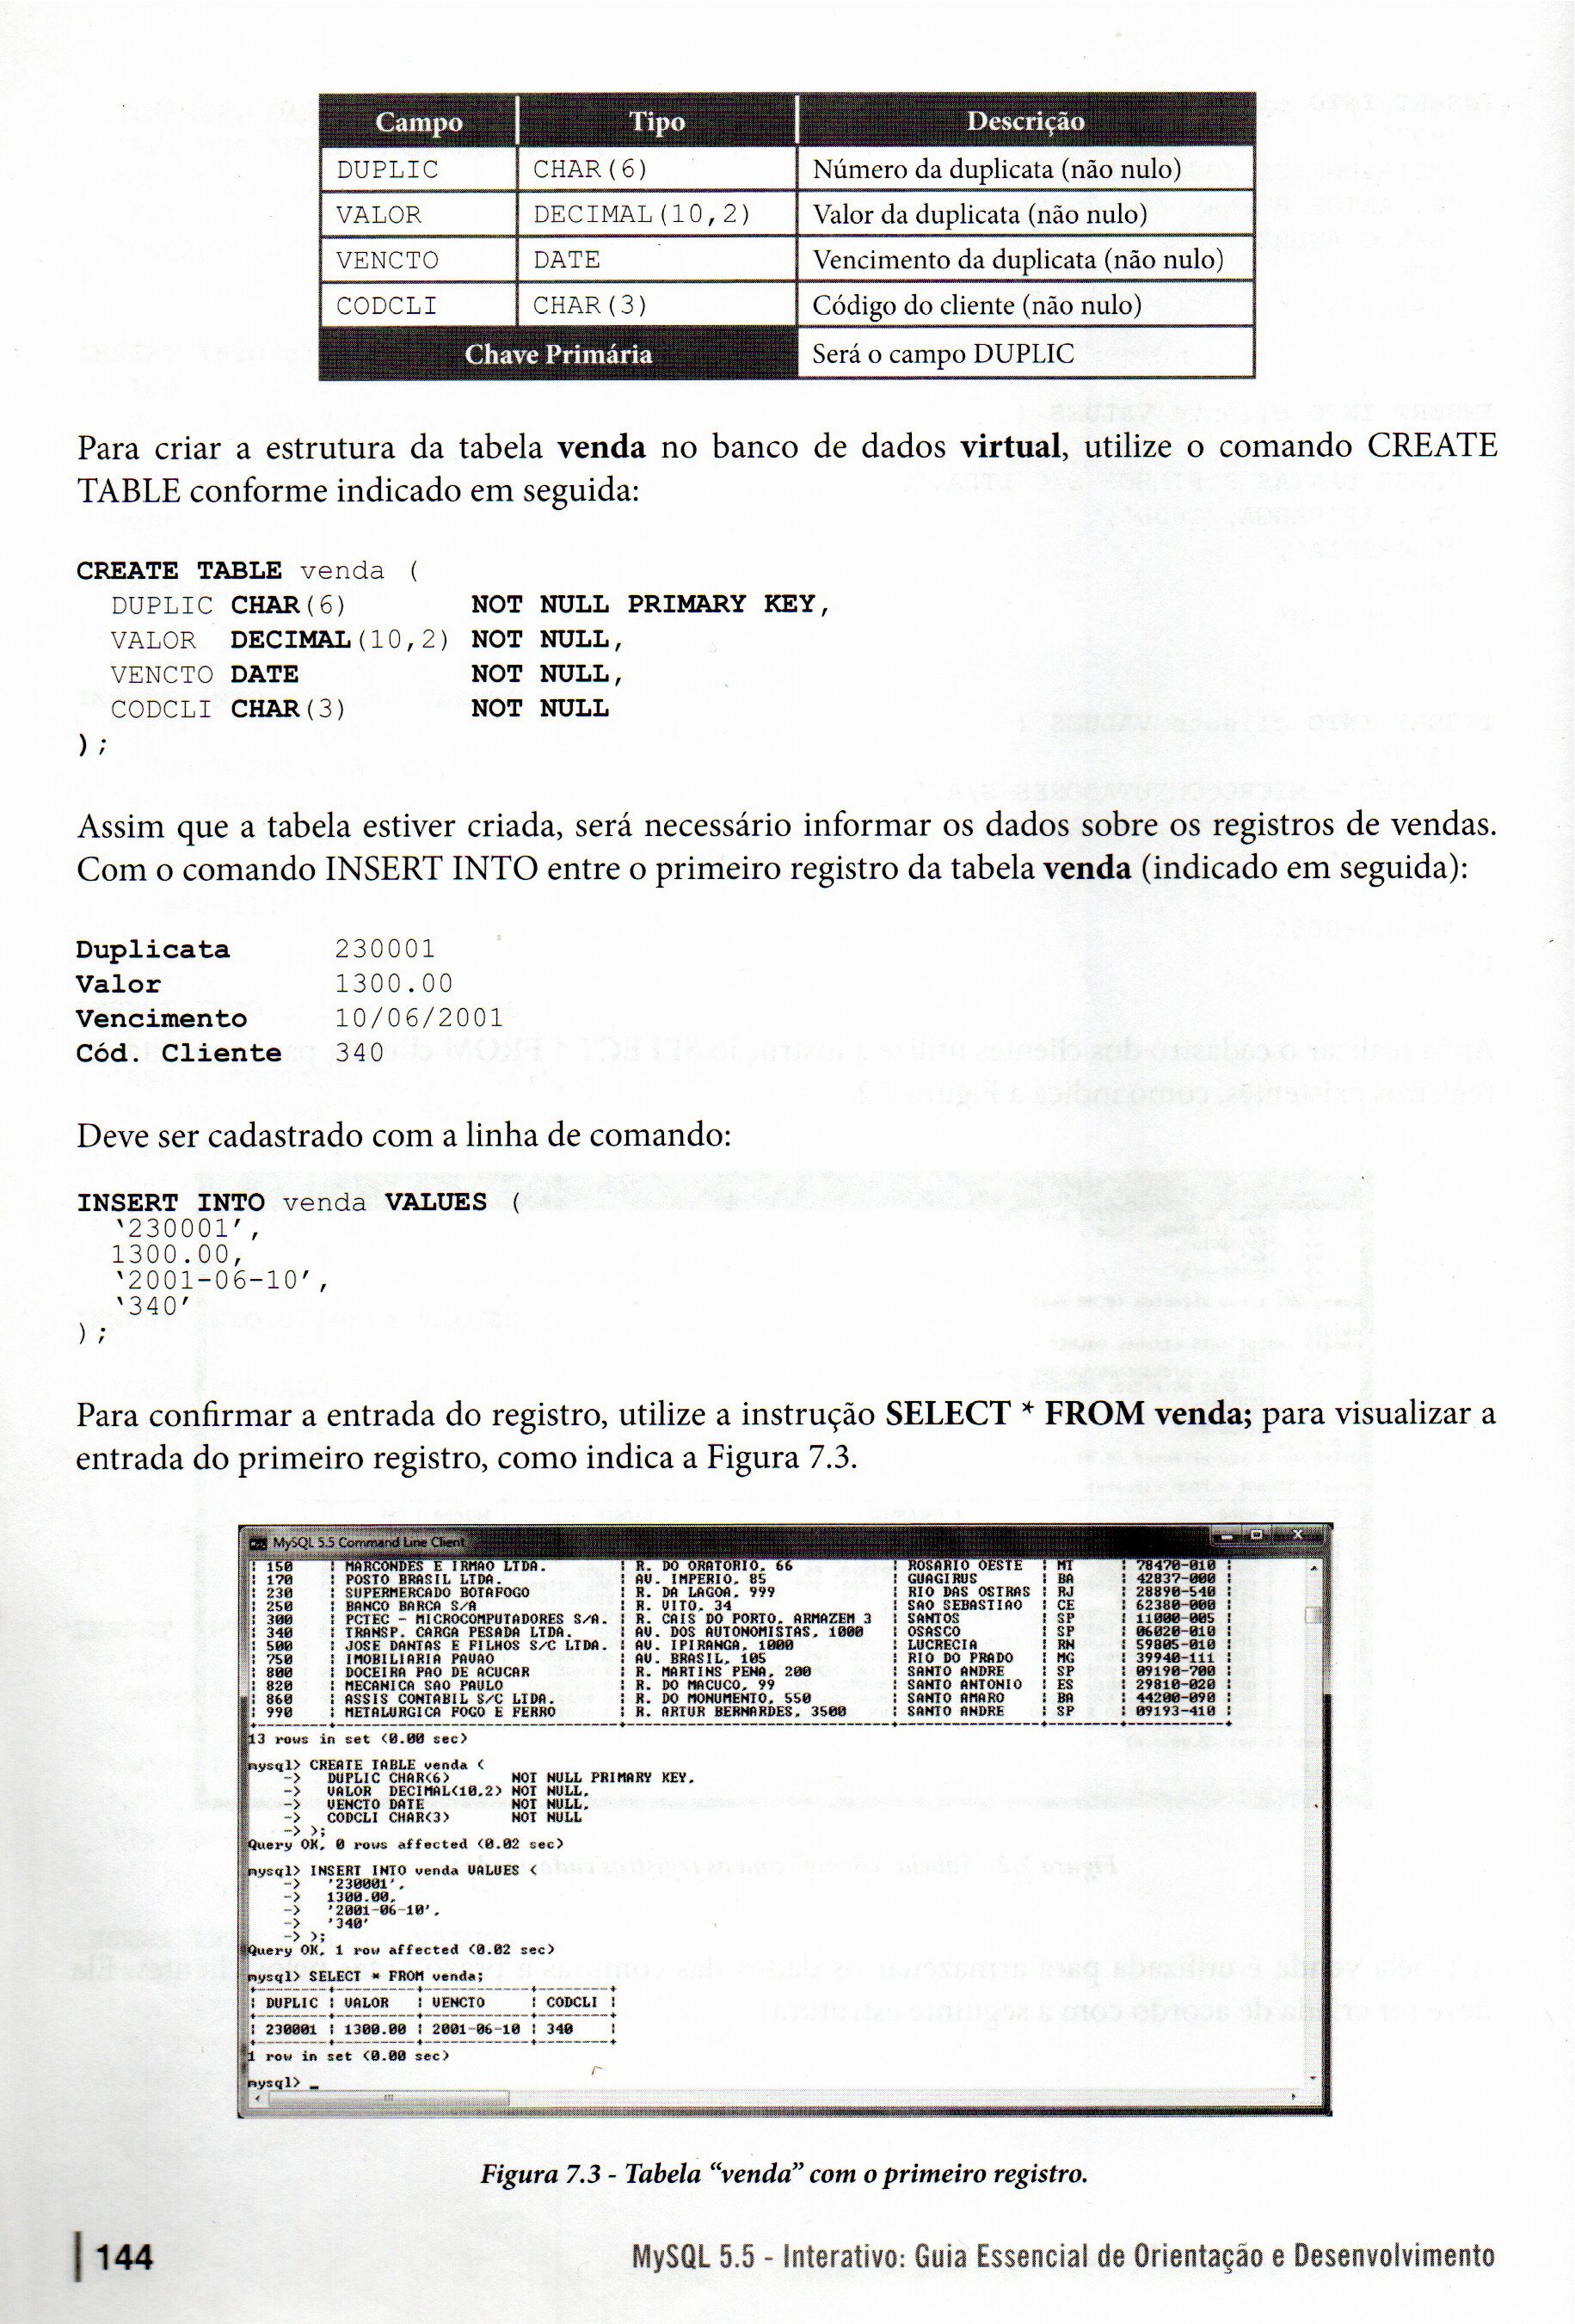 Campo Tipo Descrição
DUPLIC CHAR(6) Número da duplicata (não nulo)
VALOR DECIMAL(10,2) Valor da duplicata (não nulo)
VENCTO DATE Vencimento da duplicata (não nulo)
CODCLI CHAR(3) Código do cliente (não nulo)
Chave Primária Será o campo DUPLIC
Para criar a estrutura da tabela venda no banco de dados virtual, utilize o comando CREATE
TABLE conforme indicado em seguida:
CREATE TABLE venda (
DUPLIC CHAR(6) NOT NULL PRIMARY KEY,
VALOR DECIMAL(10,2) NOT NULL,
VENCTO DATE NOT NULL,
CODCLI CHAR(3) NOT NULL
);
Assim que a tabela estiver criada, será necessário informar os dados sobre os registros de vendas.
Com o comando INSERT INTO entre o primeiro registro da tabela venda (indicado em seguida):
Duplicata 230001
Valor 1300.00
Vencimento 10/06/2001
Cód. Cliente 340
Deve ser cadastrado com a linha de comando:
INSERT INTO venda VALUES (
‘230001’,
1300.00,
‘2001-06-10’,
‘340’
);
Para confirmar a entrada do registro, utilize a instrução SELECT * FROM venda; para visualizar a
entrada do primeiro registro, como indica a Figura 7.3.
MySQL 5.5 Command Line Client
| 150 | MARCONDES E IRMAO LTDA. | R. DO ORATORIO, 66 | ROSARIO OESTE | MT | 78470-010 |
| 170 | POSTO BRASIL LTDA. | AV. IMPERIO, 85 | GUAGIRUS | BA | 42837-000 |
| 230 | SUPERMERCADO BOTAFOGO | R. DA LAGOA, 999 | RIO DAS OSTRAS | RJ | 28890-540 |
| 250 | BANCO BARCA S/A | R. VITO, 34 | SAO SEBASTIAO | CE | 62380-000 |
| 300 | PCTEC - MICROCOMPUTADORES S/A. | R. CAIS DO PORTO, ARMAZEM 3 | SANTOS | SP | 11000-005 |
| 340 | TRANSP. CARGA PESADA LTDA. | AV. DOS AUTONOMISTAS, 1000 | OSASCO | SP | 06020-010 |
| 500 | JOSE DANTAS E FILHOS S/C LTDA. | AV. IPIRANGA, 1000 | LUCRECIA | RN | 59805-010 |
| 750 | IMOBILIARIA PAVAO | AV. BRASIL, 105 | RIO DO PRADO | MG | 39940-111 |
| 800 | DOCEIRA PAO DE ACUCAR | R. MARTINS PENA, 200 | SANTO ANDRE | SP | 09190-700 |
| 820 | MECANICA SAO PAULO | R. DO MACUCO, 99 | SANTO ANTONIO | ES | 29810-020 |
| 860 | ASSIS CONTABIL S/C LTDA. | R. DO MONUMENTO, 550 | SANTO AMARO | BA | 44200-090 |
| 990 | METALURGICA FOGO E FERRO | R. ARTUR BERNARDES, 3500 | SANTO ANDRE | SP | 09193-410 |
13 rows in set (0.00 sec)
mysql> CREATE TABLE venda (
-> DUPLIC CHAR(6) NOT NULL PRIMARY KEY,
-> VALOR DECIMAL(10,2) NOT NULL,
-> VENCTO DATE NOT NULL,
-> CODCLI CHAR(3) NOT NULL
-> );
Query OK, 0 rows affected (0.02 sec)
mysql> INSERT INTO venda VALUES (
-> '230001',
-> 1300.00,
-> '2001-06-10',
-> '340'
-> );
Query OK, 1 row affected (0.02 sec)
mysql> SELECT * FROM venda;
| DUPLIC | VALOR | VENCTO | CODCLI |
| 230001 | 1300.00 | 2001-06-10 | 340 |
1 row in set (0.00 sec)
mysql> _
Figura 7.3 - Tabela “venda” com o primeiro registro.
144 MySQL 5.5 - Interativo: Guia Essencial de Orientação e Desenvolvimento